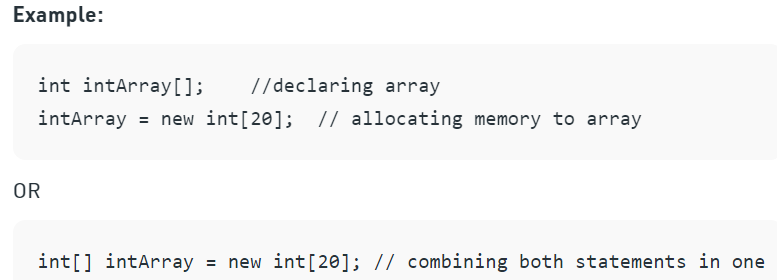 Example:
int intArray[];    //declaring array
intArray = new int[20];  // allocating memory to array
OR
int[] intArray = new int[20]; // combining both statements in one